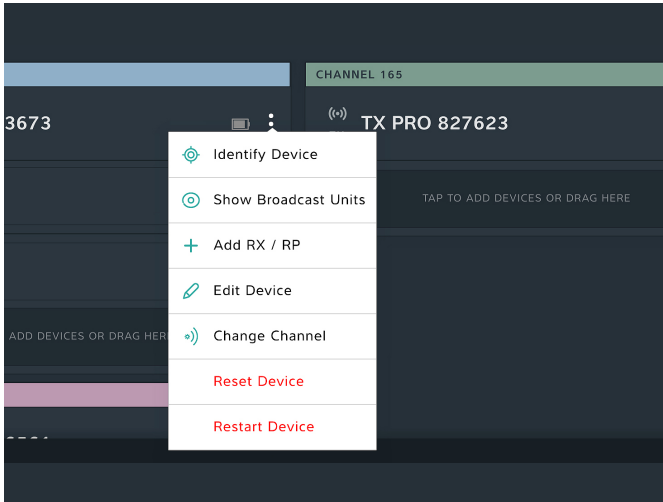 CHANNEL 165
3673
TX PRO 827623
Identify Device
Show Broadcast Units
TAP TO ADD DEVICES OR DRAG HERE
Add RX / RP
Edit Device
ADD DEVICES OR DRAG HERE
Change Channel
Reset Device
Restart Device